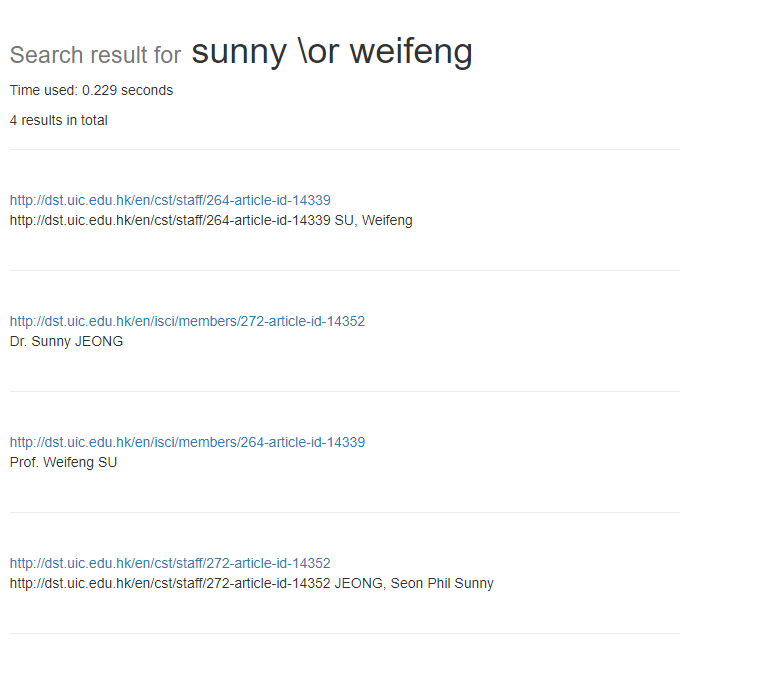 Search result for sunny \or weifeng
Time used: 0.229 seconds
4 results in total
http://dst.uic.edu.hk/en/cst/staff/264-article-id-14339
http://dst.uic.edu.hk/en/cst/staff/264-article-id-14339 SU, Weifeng
http://dst.uic.edu.hk/en/isci/members/272-article-id-14352
Dr. Sunny JEONG
http://dst.uic.edu.hk/en/isci/members/264-article-id-14339
Prof. Weifeng SU
http://dst.uic.edu.hk/en/cst/staff/272-article-id-14352
http://dst.uic.edu.hk/en/cst/staff/272-article-id-14352 JEONG, Seon Phil Sunny